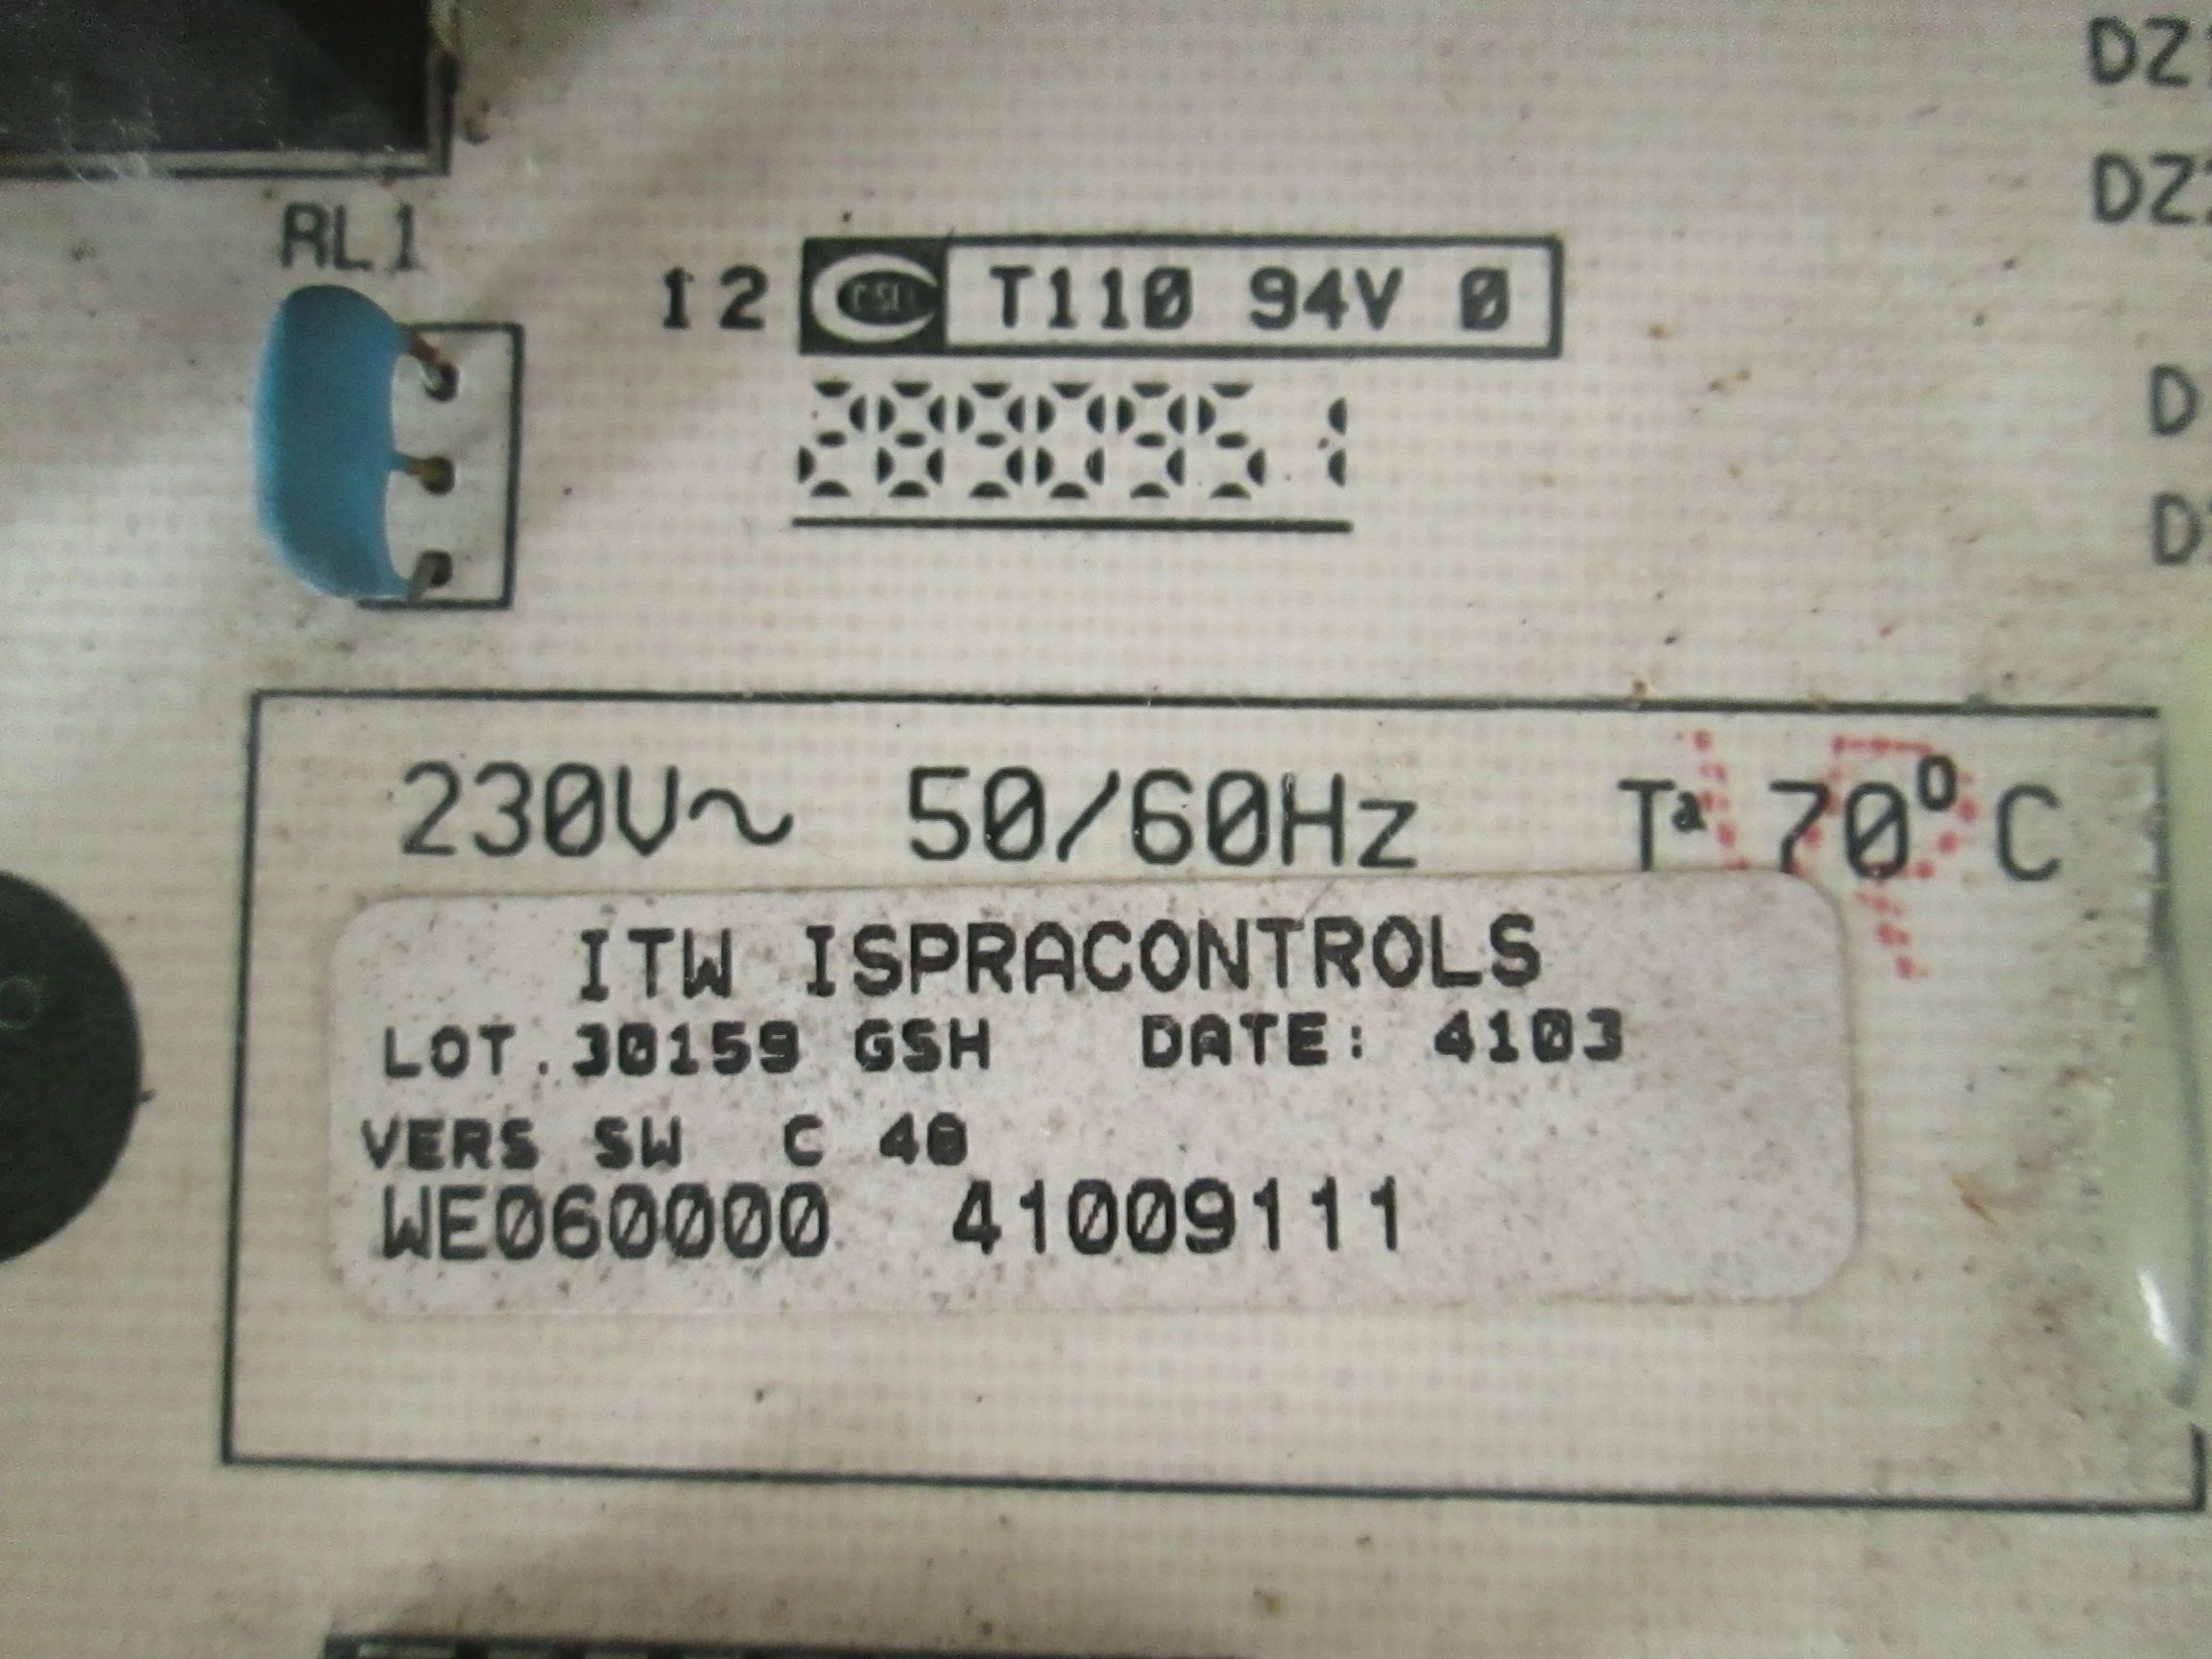 RL1
12 T110 94V 0
230V~ 50/60Hz Ta 70°C
ITW ISPRACONTROLS
LOT.30159 GSH DATE: 4103
VERS SW C 40
WE060000 41009111